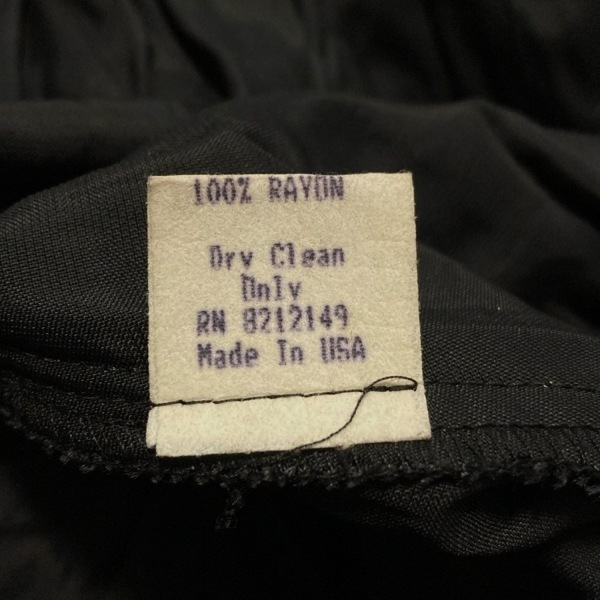 100% RAYON
Dry Clean
Only
RN 8212149
Made In USA